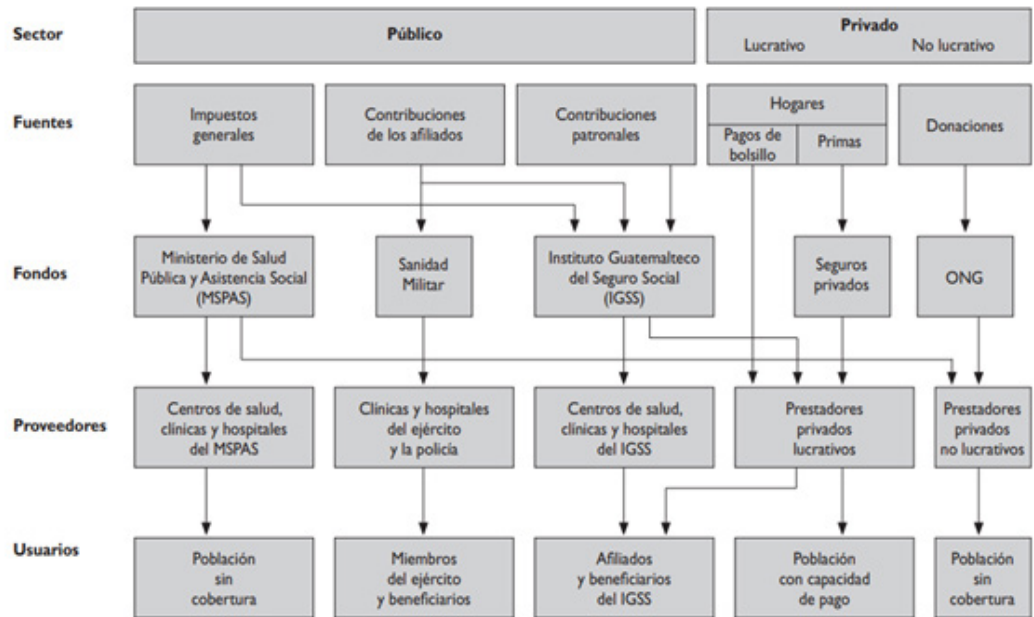 Sector
Público
Privado
Lucrativo
No lucrativo
Fuentes
Impuestos
generales
Contribuciones
de los afiliados
Contribuciones
patronales
Hogares
Pagos de
bolsillo
Primas
Donaciones
Fondos
Ministerio de Salud
Pública y Asistencia Social
(MSPAS)
Sanidad
Militar
Instituto Guatemalteco
del Seguro Social
(IGSS)
Seguros
privados
ONG
Proveedores
Centros de salud,
clínicas y hospitales
del MSPAS
Clínicas y hospitales
del ejército
y la policía
Centros de salud,
clínicas y hospitales
del IGSS
Prestadores
privados
lucrativos
Prestadores
privados
no lucrativos
Usuarios
Población
sin
cobertura
Miembros
del ejército
y beneficiarios
Afiliados
y beneficiarios
del IGSS
Población
con capacidad
de pago
Población
sin
cobertura